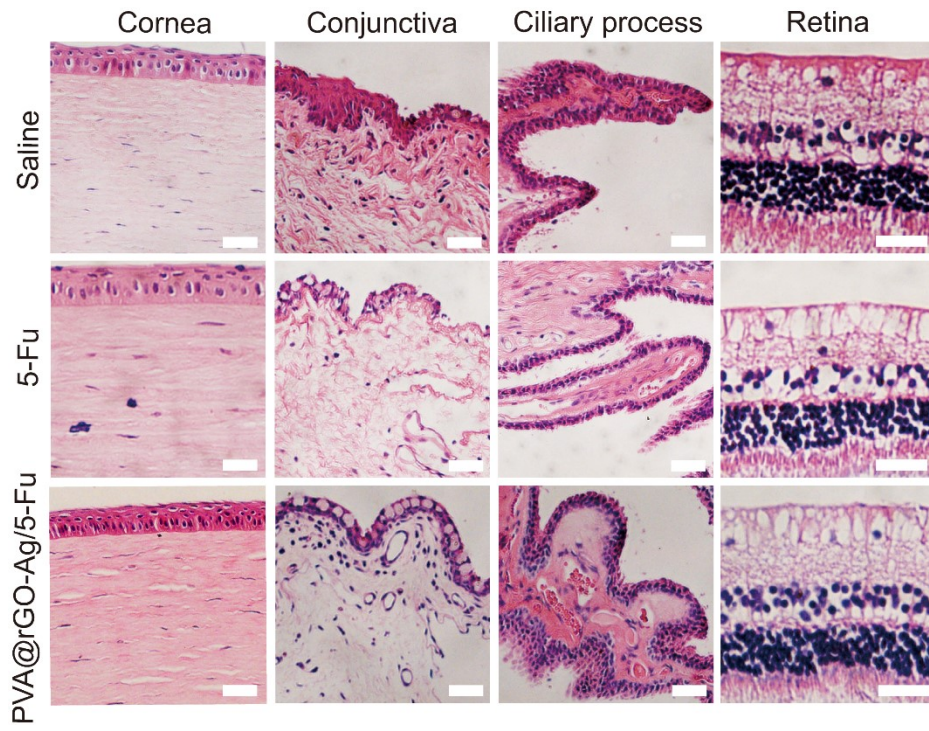 Cornea Conjunctiva Ciliary process Retina
Saline
5-Fu
PVA@rGO-Ag/5-Fu